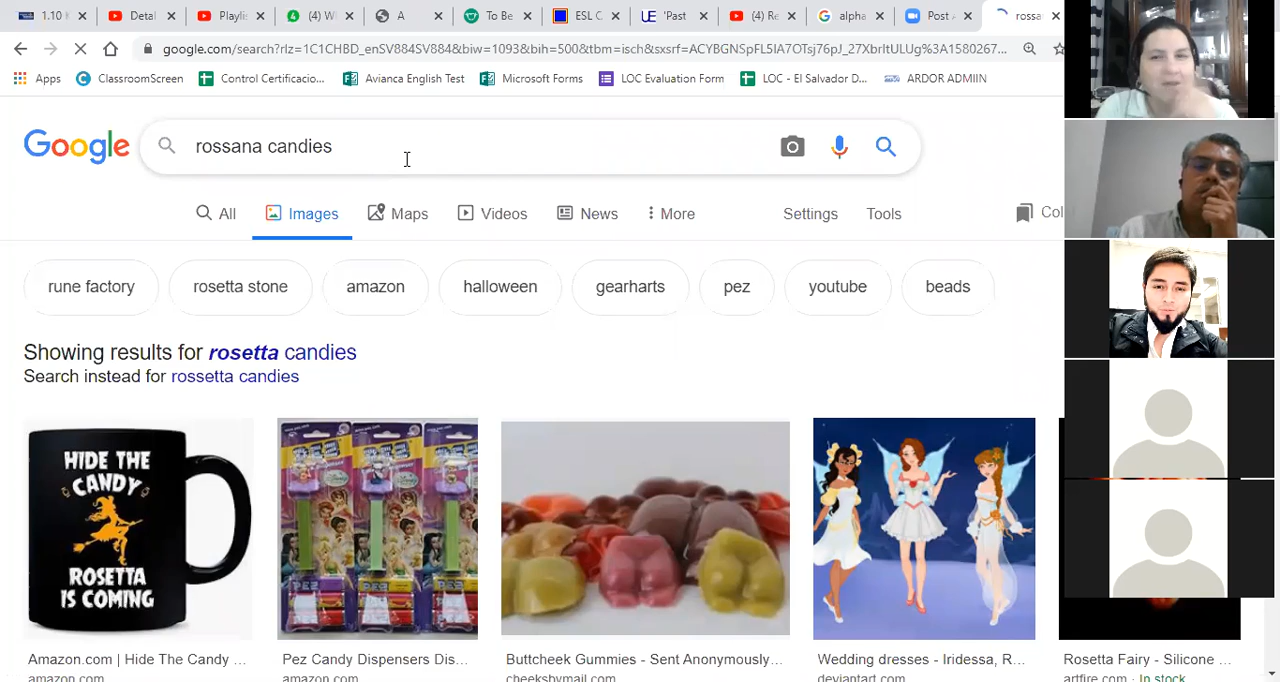 1.10 Detal Playlis (4) W A To Be ESL C 'Past (4) Re alpha Post A rossa
google.com/search?rlz=1C1CHBD_enSV884SV884&biw=1093&bih=500&tbm=isch&sxsrf=
Apps ClassroomScreen Control Certificacio... Avianca English Test Microsoft Forms LOC Evaluation Form LOC - El Salvador D... ARDOR ADMIIN
Google rossana candies
All Images Maps Videos News More Settings Tools Col
rune factory rosetta stone amazon halloween gearharts pez youtube beads
Showing results for rosetta candies
Search instead for rossetta candies
HIDE THE
CANDY
ROSETTA
IS COMING
Amazon.com | Hide The Candy ... Pez Candy Dispensers Dis... Buttcheek Gummies - Sent Anonymously... Wedding dresses - Iridessa, R... Rosetta Fairy - Silicone ...
amazon.com amazon.com cheeksbymail.com deviantart.com artfire.com · In stock